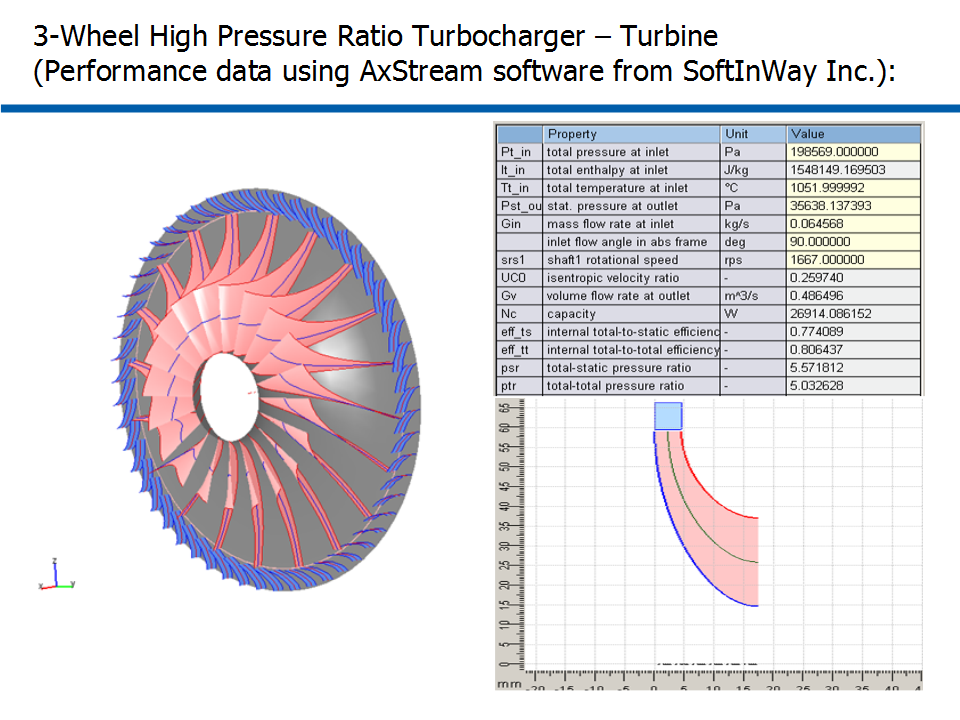 3-Wheel High Pressure Ratio Turbocharger – Turbine
(Performance data using AxStream software from SoftInWay Inc.):
Property Unit Value
Pt_in total pressure at inlet Pa 198569.000000
It_in total enthalpy at inlet J/kg 1548149.169503
Tt_in total temperature at inlet °C 1051.999992
Pst_ou stat. pressure at outlet Pa 35638.137393
Gin mass flow rate at inlet kg/s 0.064568
inlet flow angle in abs frame deg 90.000000
srs1 shaft1 rotational speed rps 1667.000000
UC0 isentropic velocity ratio - 0.259740
Gv volume flow rate at outlet m^3/s 0.486496
Nc capacity W 26914.086152
eff_ts internal total-to-static efficienc - 0.774089
eff_tt internal total-to-total efficiency - 0.806437
psr total-static pressure ratio - 5.571812
ptr total-total pressure ratio - 5.032628
65
60
55
50
45
40
35
30
25
20
15
10
5
0
mm -20 -15 -10 -5 0 5 10 15 20 25 30 35 40 4
z
x y